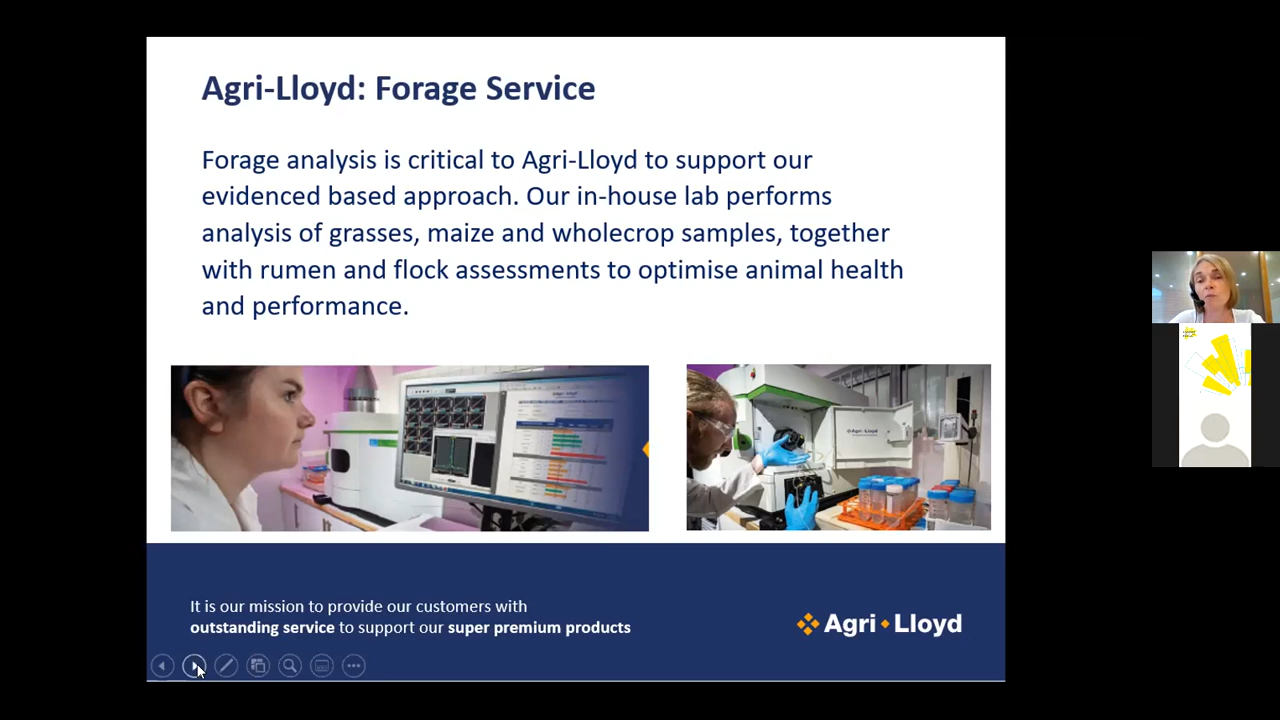 Agri-Lloyd: Forage Service
Forage analysis is critical to Agri-Lloyd to support our
evidenced based approach. Our in-house lab performs
analysis of grasses, maize and wholecrop samples, together
with rumen and flock assessments to optimise animal health
and performance.
Agri-Lloyd
It is our mission to provide our customers with
outstanding service to support our super premium products
Agri Lloyd